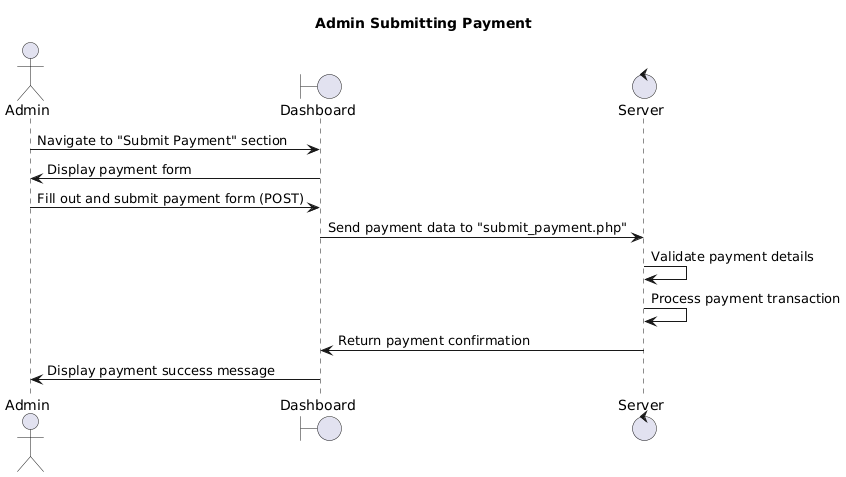 Admin Submitting Payment
Admin
Dashboard
Server
Navigate to "Submit Payment" section
Display payment form
Fill out and submit payment form (POST)
Send payment data to "submit_payment.php"
Validate payment details
Process payment transaction
Return payment confirmation
Display payment success message
Admin
Dashboard
Server